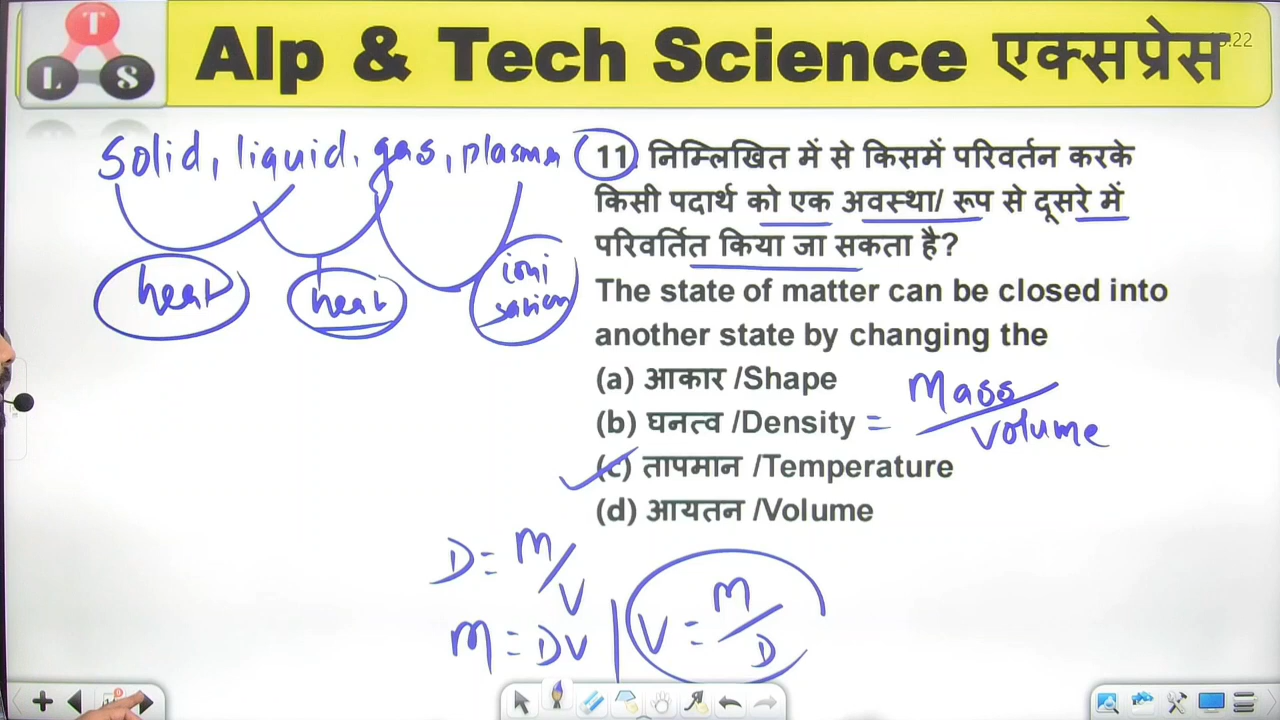 T
L S
Alp & Tech Science एक्सप्रेस
Solid, liquid, gas, plasma
heat
heat
ioni
sation
11. निम्लिखित में से किसमें परिवर्तन करके
किसी पदार्थ को एक अवस्था/ रूप से दूसरे में
परिवर्तित किया जा सकता है?
The state of matter can be closed into
another state by changing the
(a) आकार /Shape
(b) घनत्व /Density = Mass/Volume
(c) तापमान /Temperature
(d) आयतन /Volume
D = M/V
M = DV | V = M/D